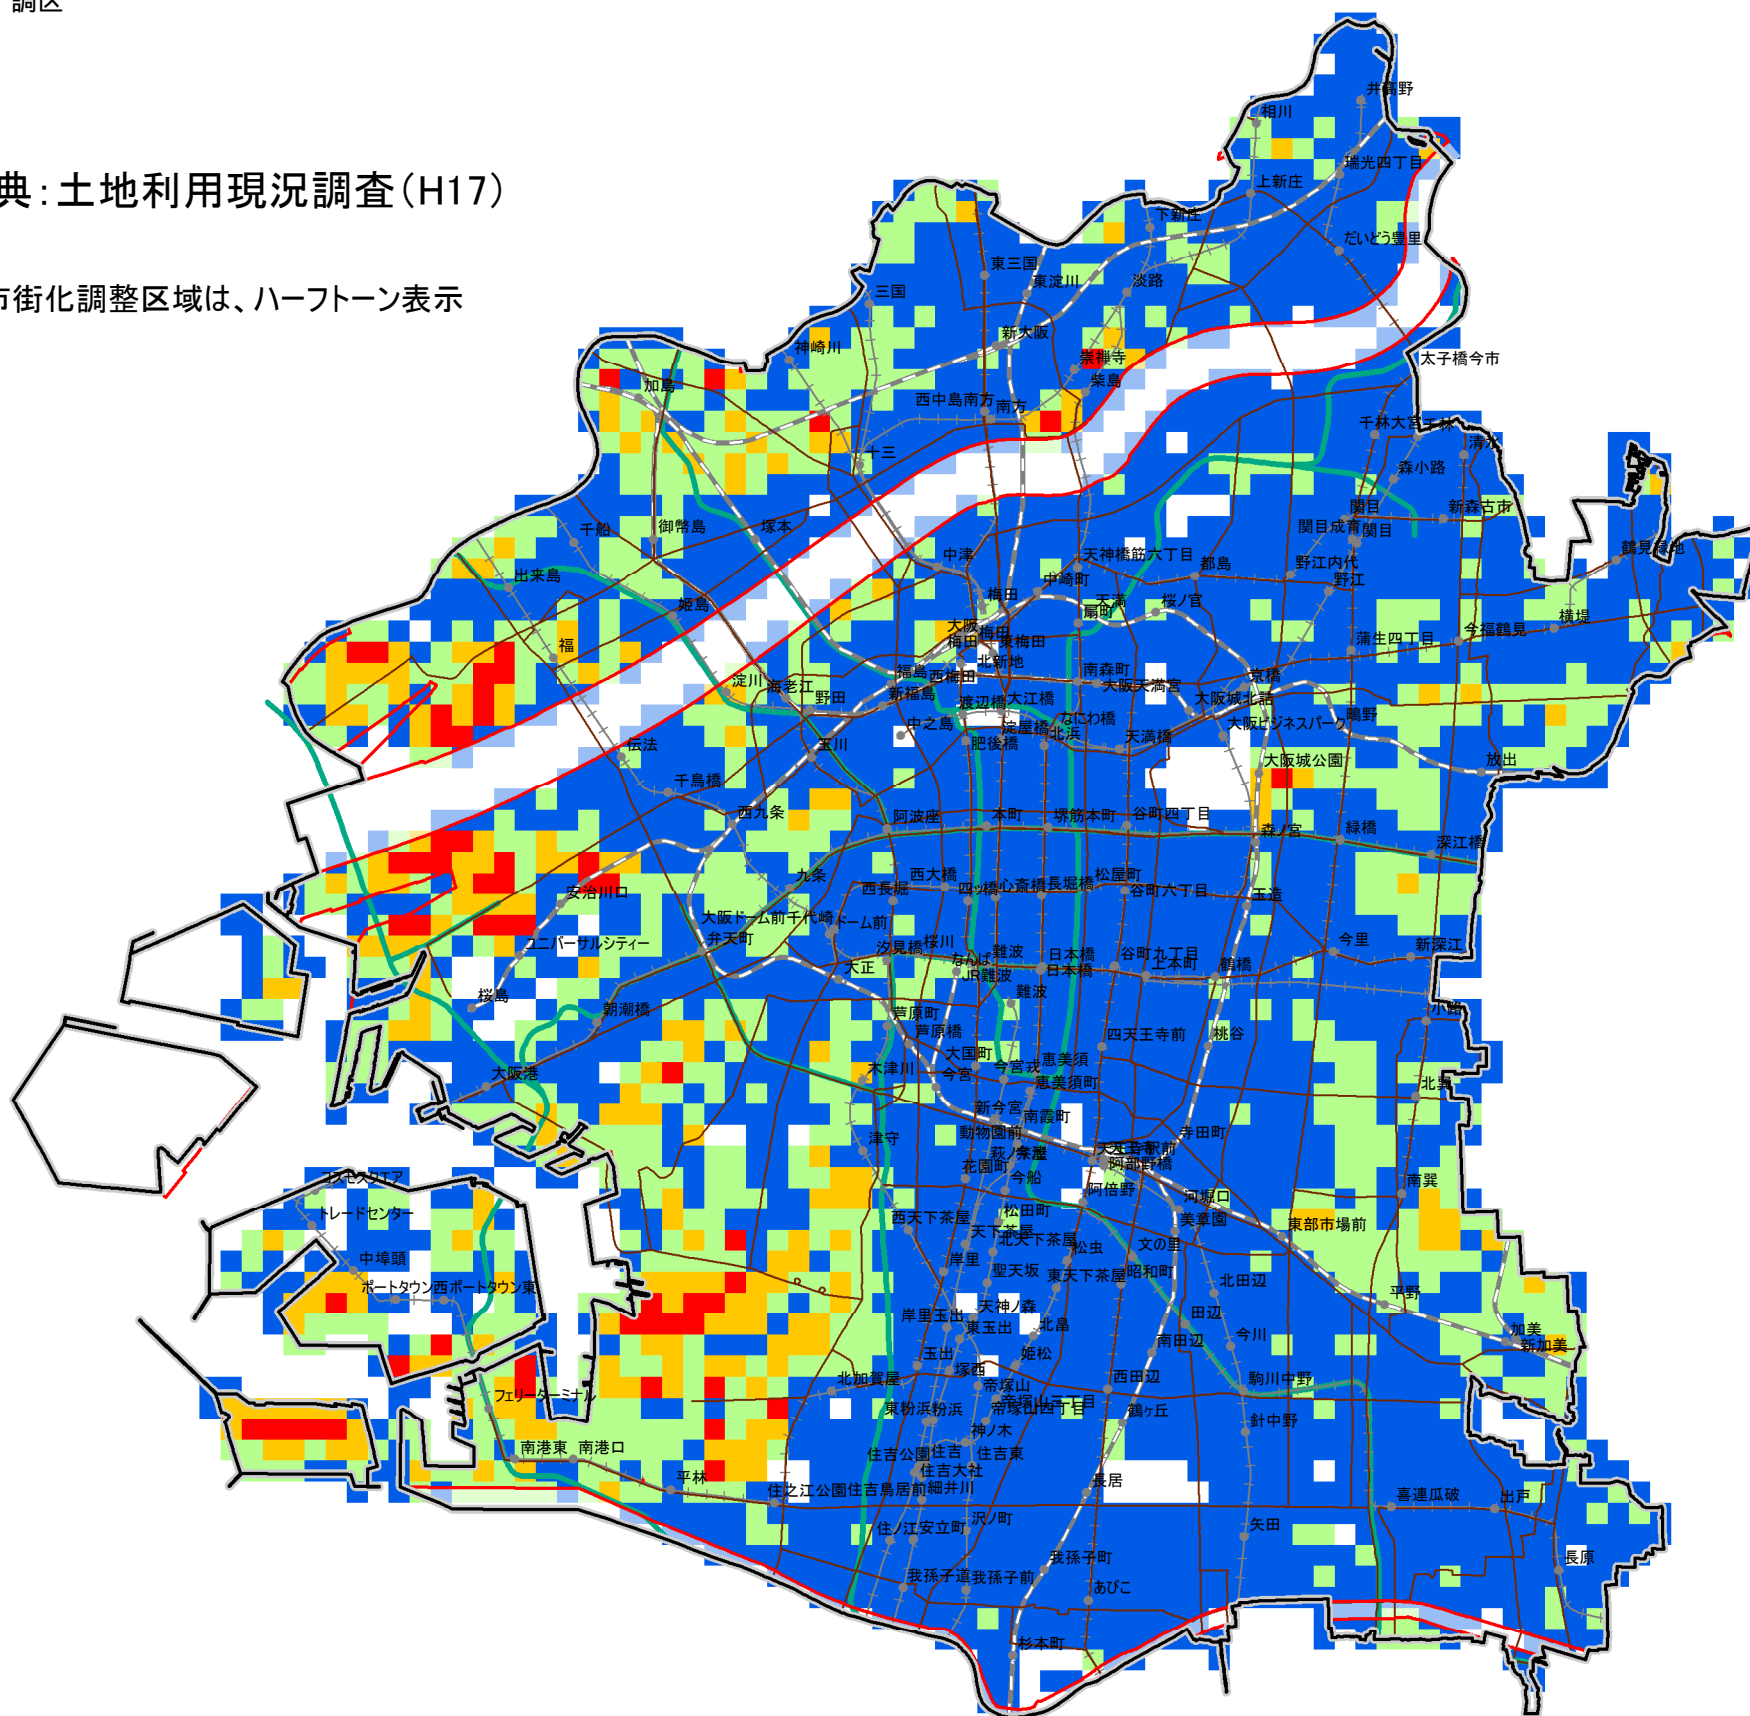 調区
典：土地利用現況調査（H17）
市街化調整区域は、ハーフトーン表示
井高野
相川
瑞光四丁目
上新庄
下新庄
だいどう豊里
東三国
東淀川
淡路
三国
新大阪
神崎川
崇禅寺
太子橋今市
柴島
加島
西中島南方
南方
千林大宮
千林
清水
十三
森小路
関目
新森古市
千船
御幣島
塚本
関目成育
関目
中津
天神橋筋六丁目
鶴見緑地
出来島
中崎町
都島
野江内代
野江
姫島
梅田
天満
桜ノ宮
扇町
横堤
大阪
梅田
梅田
東梅田
蒲生四丁目
今福鶴見
福
北新地
福島
西梅田
南森町
京橋
淀川
海老江
野田
新福島
大阪天満宮
大阪城北詰
渡辺橋
大江橋
なにわ橋
鴫野
中之島
淀屋橋
北浜
大阪ビジネスパーク
伝法
玉川
肥後橋
天満橋
大阪城公園
放出
千鳥橋
西九条
阿波座
本町
堺筋本町
谷町四丁目
森ノ宮
緑橋
深江橋
九条
西長堀
西大橋
四ッ橋
心斎橋
長堀橋
松屋町
谷町六丁目
安治川口
玉造
大阪ドーム前千代崎
ドーム前
弁天町
ユニバーサルシティー
汐見橋
桜川
難波
日本橋
谷町九丁目
今里
新深江
大正
なんば
JR難波
日本橋
上本町
鶴橋
桜島
朝潮橋
難波
小路
芦原町
芦原橋
四天王寺前
桃谷
大国町
恵美須
大阪港
木津川
今宮
今宮戎
恵美須町
北巽
新今宮
南霞町
津守
動物園前
寺田町
天王寺駅前
萩ノ茶屋
阿部野橋
花園町
今船
阿倍野
河堀口
南巽
コスモスクエア
トレードセンター
西天下茶屋
松田町
美章園
東部市場前
天下茶屋
北天下茶屋
松虫
文の里
中埠頭
岸里
聖天坂
東天下茶屋
昭和町
北田辺
ポートタウン西
ポートタウン東
平野
岸里玉出
天神ノ森
田辺
加美
東玉出
北畠
南田辺
今川
新加美
玉出
姫松
塚西
北加賀屋
帝塚山
西田辺
駒川中野
フェリーターミナル
東粉浜
粉浜
帝塚山三丁目
帝塚山四丁目
鶴ヶ丘
神ノ木
針中野
南港東
南港口
住吉公園
住吉
住吉東
平林
住吉大社
長居
住之江公園
住吉鳥居前
細井川
喜連瓜破
出戸
住ノ江
安立町
沢ノ町
矢田
我孫子町
長原
我孫子道
我孫子前
あびこ
杉本町